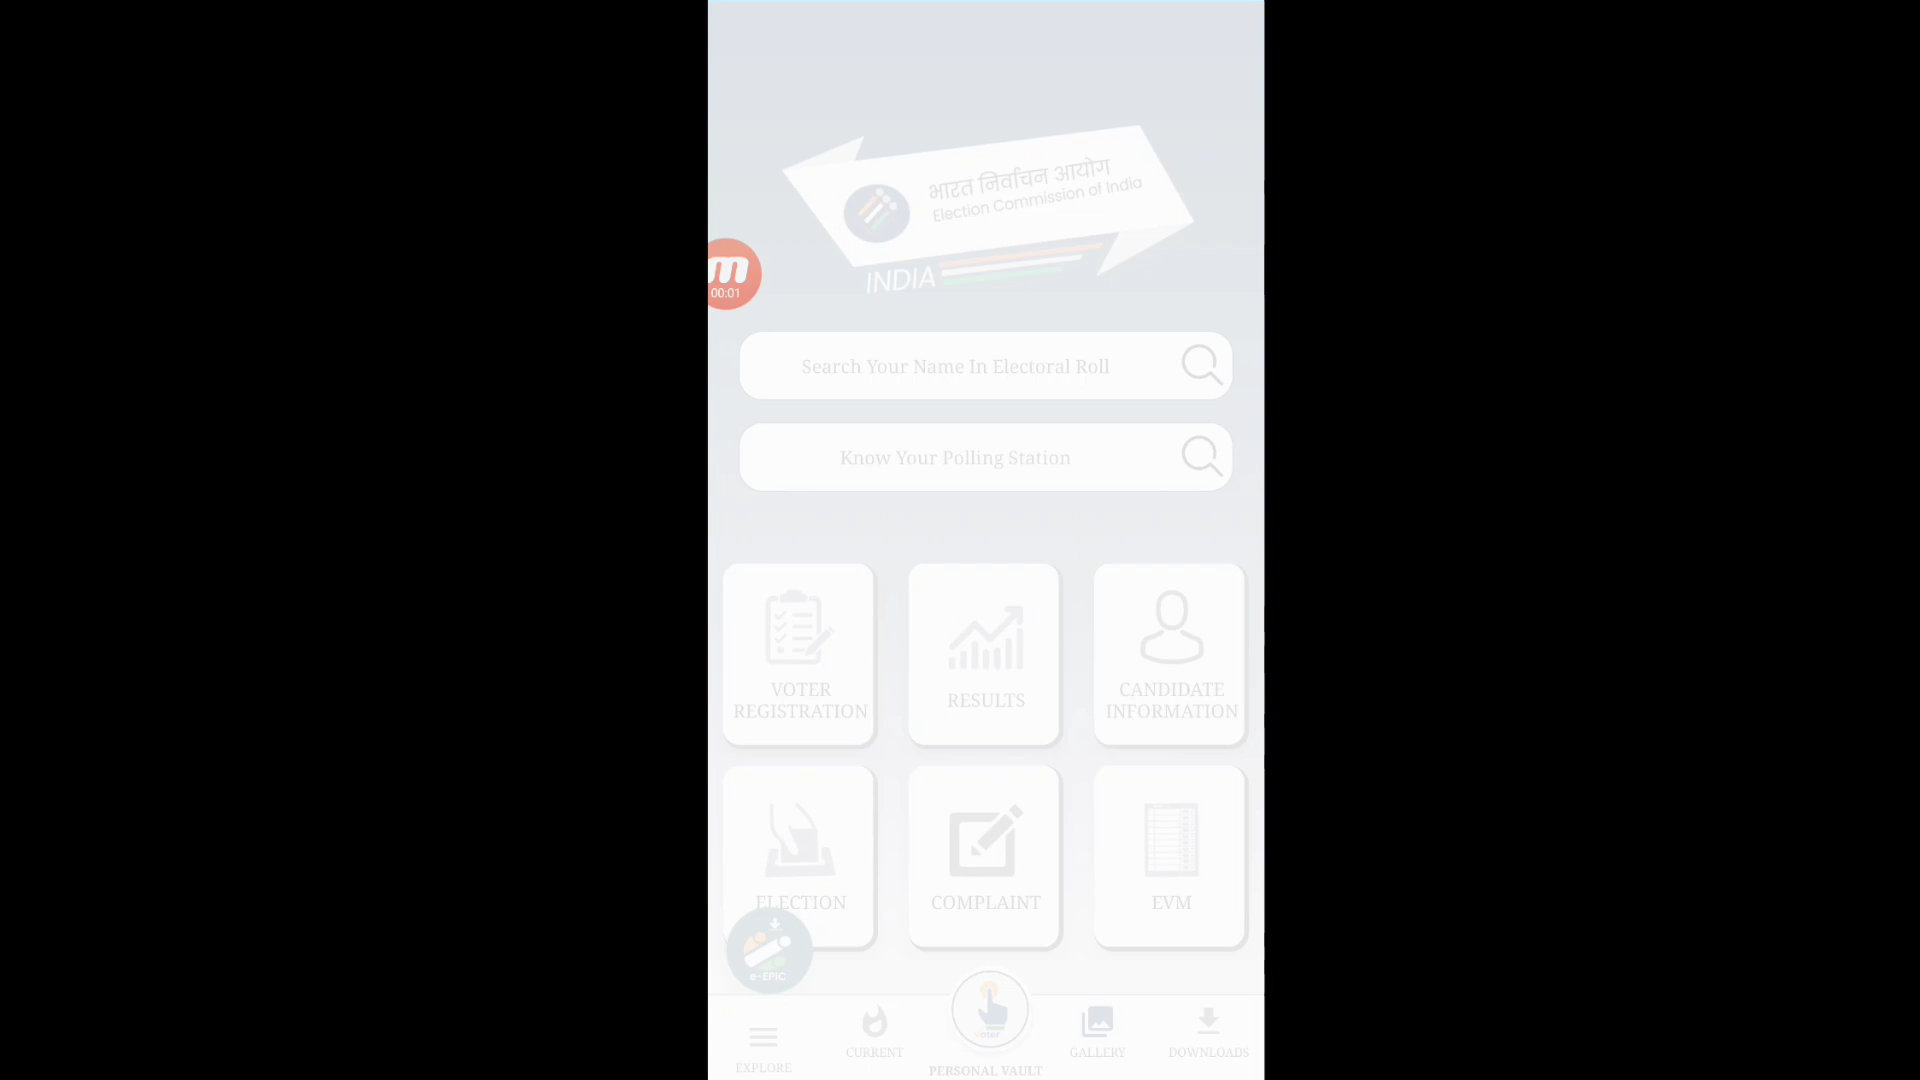 भारत निर्वाचन आयोग
Election Commission of India
INDIA
00:01
Search Your Name In Electoral Roll
Know Your Polling Station
VOTER
REGISTRATION
RESULTS
CANDIDATE
INFORMATION
ELECTION
COMPLAINT
EVM
e-EPIC
EXPLORE
CURRENT
Voter
PERSONAL VAULT
GALLERY
DOWNLOADS